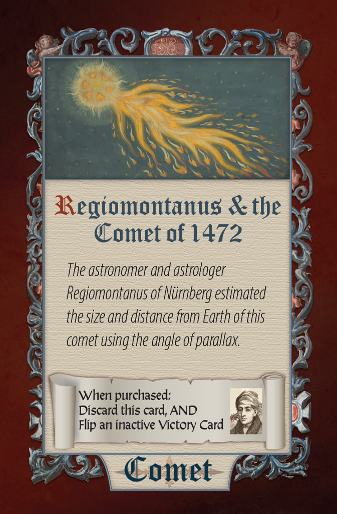 Regiomontanus & the
Comet of 1472
The astronomer and astrologer
Regiomontanus of Nürnberg estimated
the size and distance from Earth of this
comet using the angle of parallax.
When purchased:
Discard this card, AND
Flip an inactive Victory Card
Comet